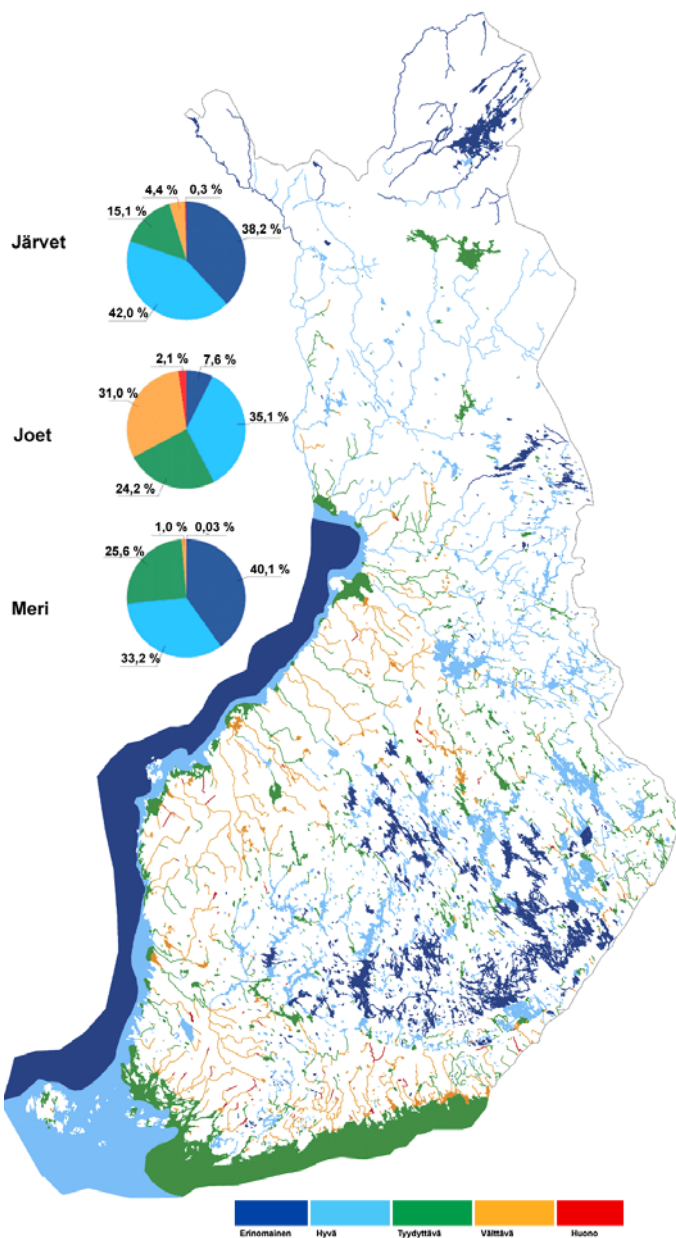 4,4 % 0,3 %
15,1 %
38,2 %
Järvet
42,0 %
2,1 % 7,6 %
31,0 %
35,1 %
Joet
24,2 %
1,0 % 0,03 %
25,6 %
40,1 %
Meri
33,2 %
Erinomainen Hyvä Tyydyttävä Välttävä Huono